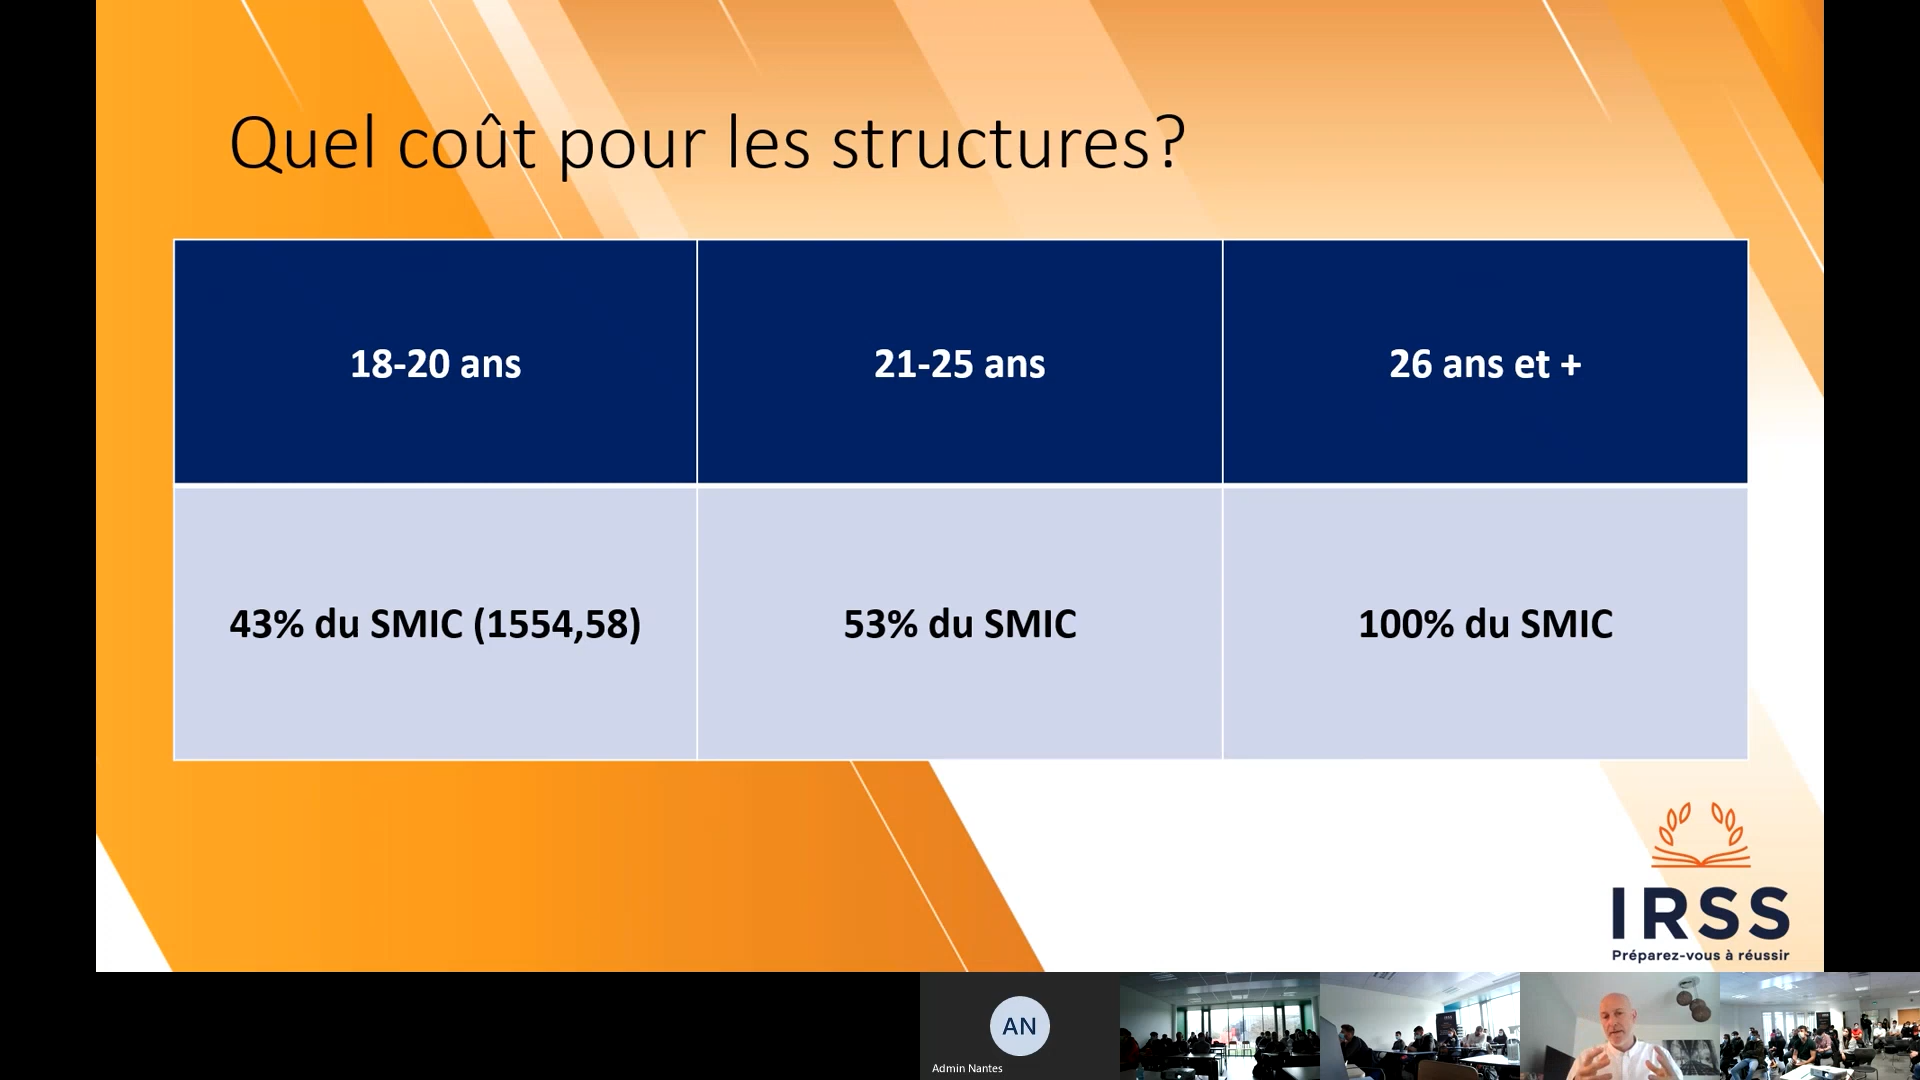 Quel coût pour les structures?
18-20 ans
21-25 ans
26 ans et +
43% du SMIC (1554,58)
53% du SMIC
100% du SMIC
IRSS
Préparez-vous à réussir
AN
Admin Nantes